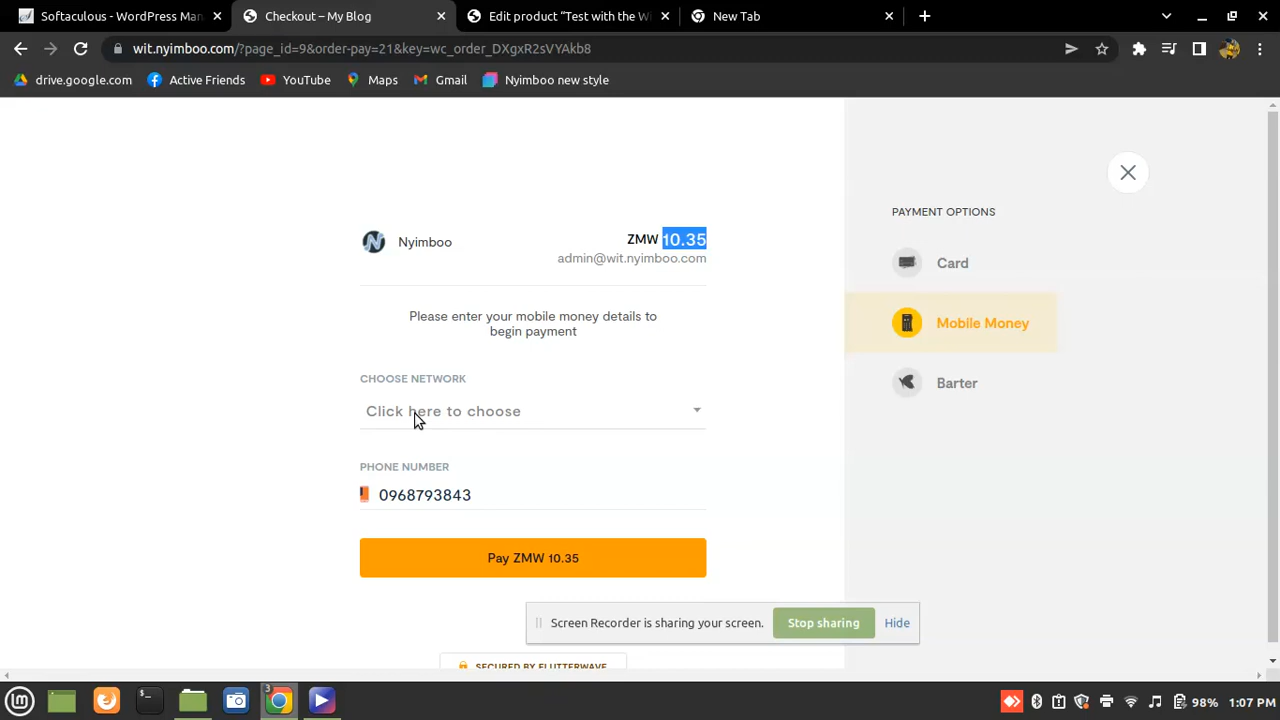 Softaculous - WordPress Man
Checkout – My Blog
Edit product “Test with the Wi
New Tab
wit.nyimboo.com/?page_id=9&order-pay=21&key=wc_order_DXgxR2sVYAkb8
drive.google.com
Active Friends
YouTube
Maps
Gmail
Nyimboo new style
Nyimboo
ZMW 10.35
admin@wit.nyimboo.com
Please enter your mobile money details to
begin payment
CHOOSE NETWORK
Click here to choose
PHONE NUMBER
0968793843
Pay ZMW 10.35
PAYMENT OPTIONS
Card
Mobile Money
Barter
Screen Recorder is sharing your screen.
Stop sharing
Hide
SECURED BY FLUTTERWAVE
3
98%
1:07 PM